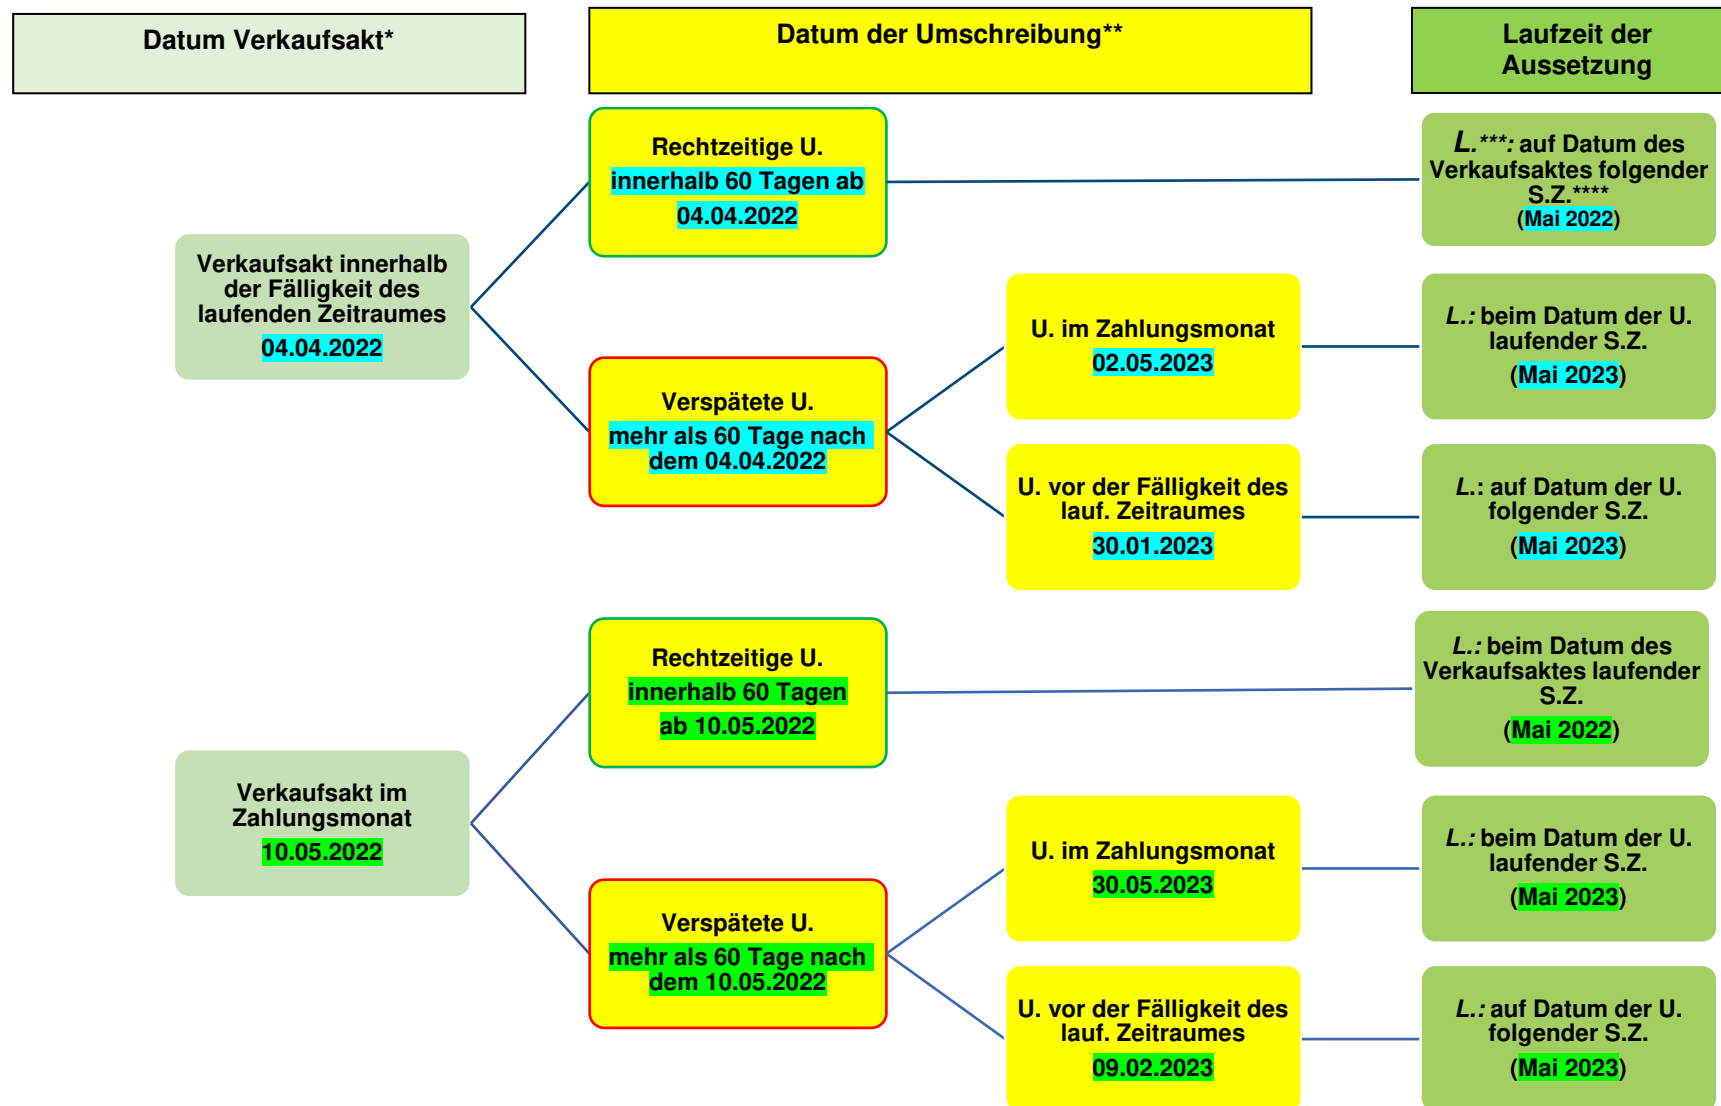 Datum Verkaufsakt*
Datum der Umschreibung**
Laufzeit der
Aussetzung
Rechtzeitige U.
innerhalb 60 Tagen ab
04.04.2022
L.***: auf Datum des
Verkaufsaktes folgender
S.Z.****
(Mai 2022)
Verkaufsakt innerhalb
der Fälligkeit des
laufenden Zeitraumes
04.04.2022
U. im Zahlungsmonat
02.05.2023
L.: beim Datum der U.
laufender S.Z.
(Mai 2023)
Verspätete U.
mehr als 60 Tage nach
dem 04.04.2022
U. vor der Fälligkeit des
lauf. Zeitraumes
30.01.2023
L.: auf Datum der U.
folgender S.Z.
(Mai 2023)
Rechtzeitige U.
innerhalb 60 Tagen
ab 10.05.2022
L.: beim Datum des
Verkaufsaktes laufender
S.Z.
(Mai 2022)
Verkaufsakt im
Zahlungsmonat
10.05.2022
U. im Zahlungsmonat
30.05.2023
L.: beim Datum der U.
laufender S.Z.
(Mai 2023)
Verspätete U.
mehr als 60 Tage nach
dem 10.05.2022
U. vor der Fälligkeit des
lauf. Zeitraumes
09.02.2023
L.: auf Datum der U.
folgender S.Z.
(Mai 2023)